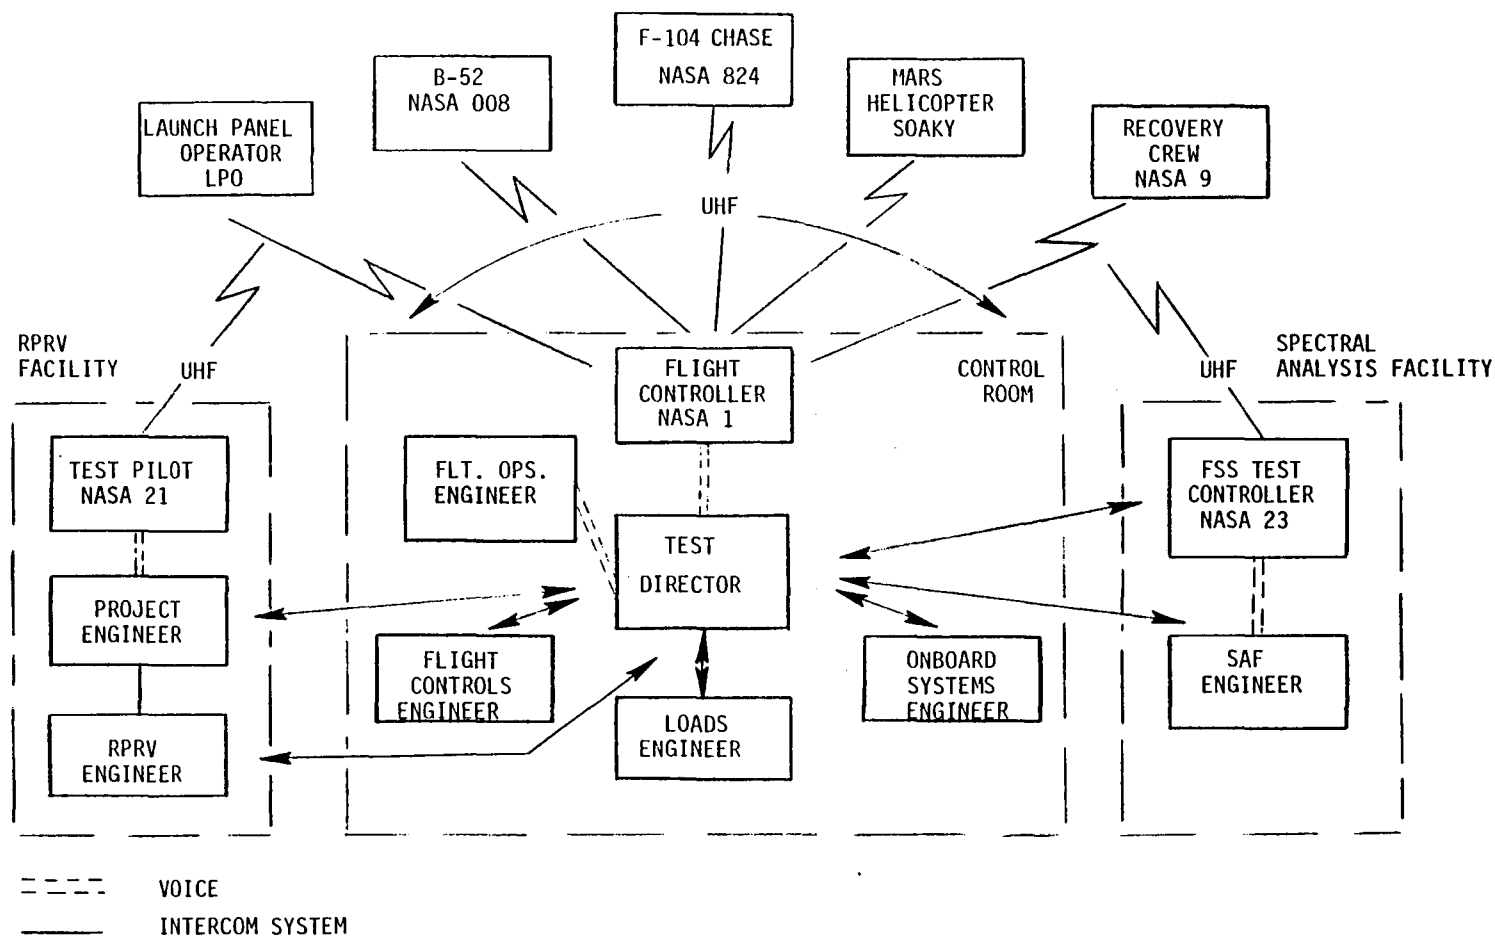 F-104 CHASE
NASA 824
B-52
NASA 008
MARS
HELICOPTER
SOAKY
LAUNCH PANEL
OPERATOR
LPO
RECOVERY
CREW
NASA 9
UHF
RPRV
FACILITY
UHF
FLIGHT
CONTROLLER
NASA 1
CONTROL
ROOM
UHF
SPECTRAL
ANALYSIS FACILITY
TEST PILOT
NASA 21
FLT. OPS.
ENGINEER
FSS TEST
CONTROLLER
NASA 23
TEST
DIRECTOR
PROJECT
ENGINEER
FLIGHT
CONTROLS
ENGINEER
ONBOARD
SYSTEMS
ENGINEER
SAF
ENGINEER
RPRV
ENGINEER
LOADS
ENGINEER
VOICE
INTERCOM SYSTEM